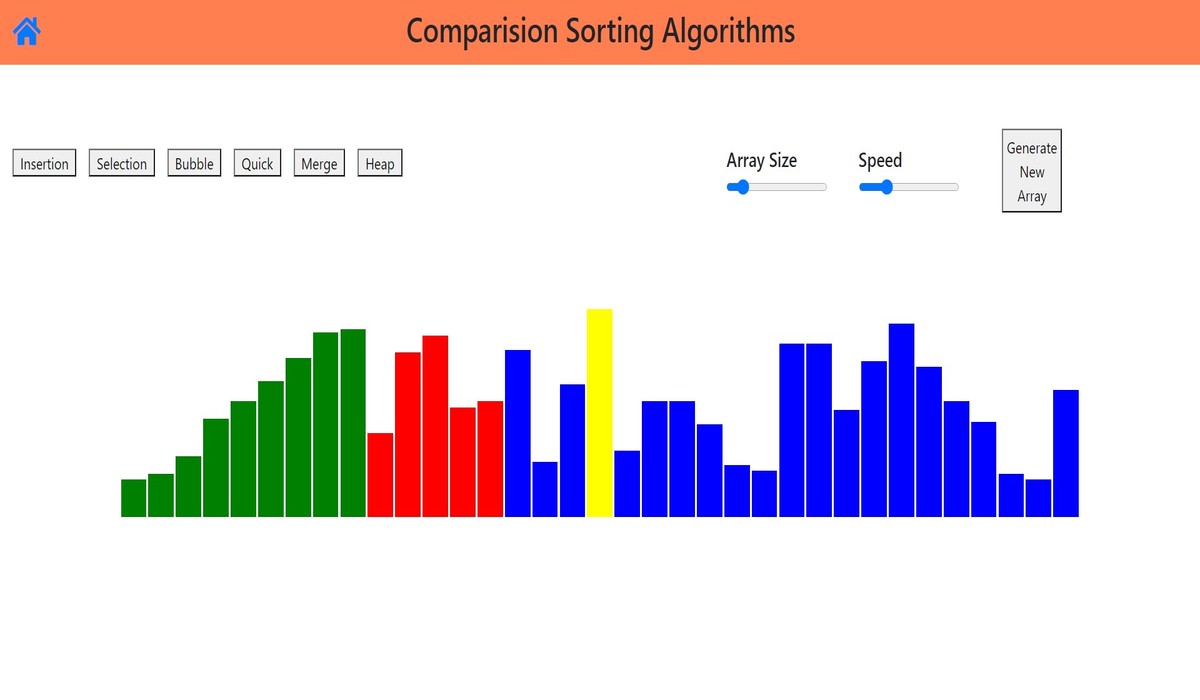 Comparision Sorting Algorithms
Insertion
Selection
Bubble
Quick
Merge
Heap
Array Size
Speed
Generate
New
Array